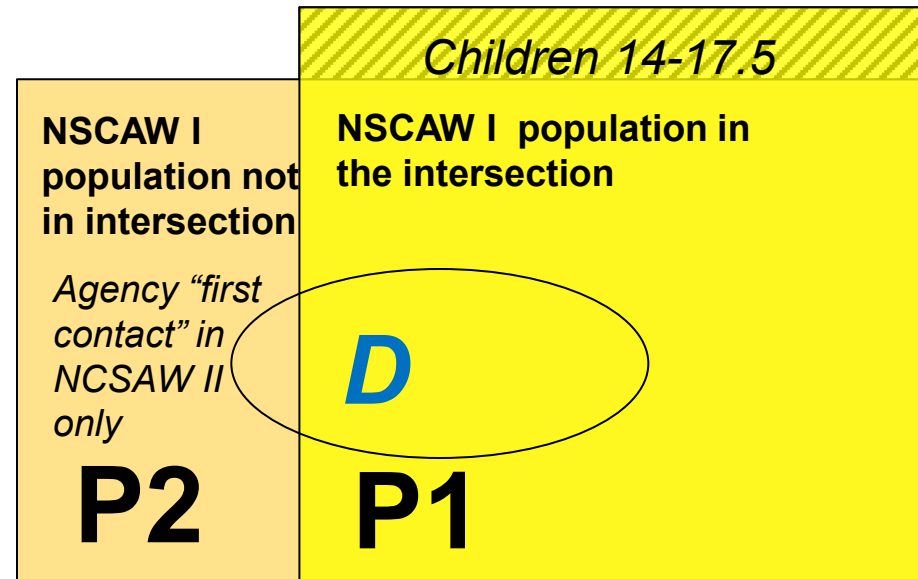 Children 14-17.5
NSCAW I
population not
in intersection
Agency “first
contact” in
NCSAW II
only
P2
NSCAW I  population in
the intersection
D
P1